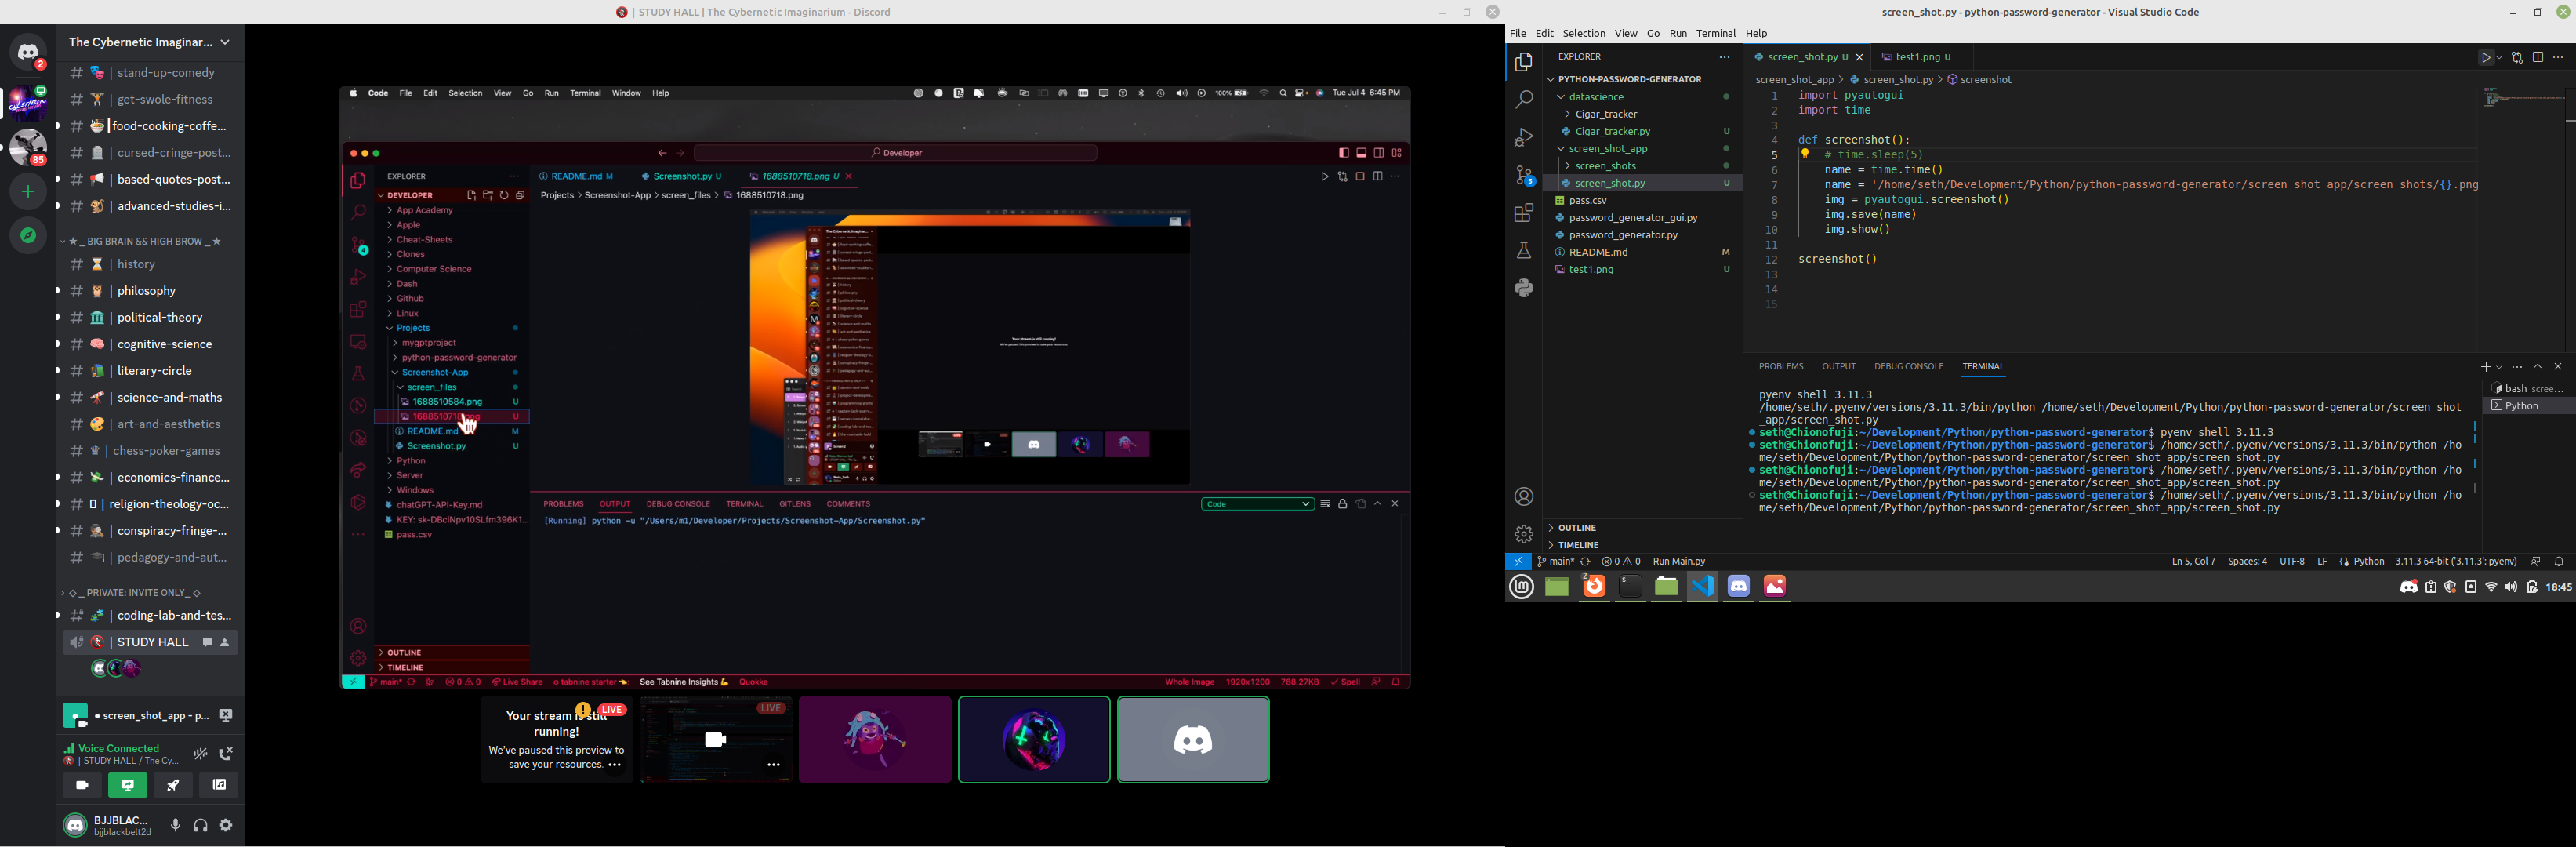 | STUDY HALL | The Cybernetic Imaginarium - Discord
The Cybernetic Imaginar...
2
85
# | stand-up-comedy
# | get-swole-fitness
# | food-cooking-coffe...
# | cursed-cringe-post...
# | based-quotes-post...
# | advanced-studies-i...
★_ BIG BRAIN && HIGH BROW _★
# | history
# | philosophy
# | political-theory
# | cognitive-science
# | literary-circle
# | science-and-maths
# | art-and-aesthetics
# | chess-poker-games
# | economics-finance...
# | religion-theology-oc...
# | conspiracy-fringe-...
# | pedagogy-and-aut...
◇_ PRIVATE: INVITE ONLY_◇
# | coding-lab-and-tes...
| STUDY HALL
screen_shot_app - p...
Voice Connected
| STUDY HALL / The Cy...
BJJBLAC...
bjjblackbelt2d
Code File Edit Selection View Go Run Terminal Window Help
100% Tue Jul 4 6:45 PM
Developer
EXPLORER
DEVELOPER
App Academy
Apple
Cheat-Sheets
Clones
Computer Science
Dash
Github
Linux
Projects
mygptproject
python-password-generator
Screenshot-App
screen_files
1688510584.png U
1688510718.png U
README.md M
Screenshot.py U
Python
Server
Windows
chatGPT-API-Key.md
KEY: sk-DBciNpv10SLfm396K1...
pass.csv
OUTLINE
TIMELINE
README.md M
Screenshot.py U
1688510718.png U
Projects > Screenshot-App > screen_files > 1688510718.png
Your stream is still running!
PROBLEMS OUTPUT DEBUG CONSOLE TERMINAL GITLENS COMMENTS
Code
[Running] python -u "/Users/m1/Developer/Projects/Screenshot-App/Screenshot.py"
main* 0 0 Live Share tabnine starter See Tabnine Insights Quokka
Whole Image 1920x1200 788.27KB Spell
Your stream is still running!
We've paused this preview to save your resources.
LIVE
LIVE
screen_shot.py - python-password-generator - Visual Studio Code
File Edit Selection View Go Run Terminal Help
EXPLORER
PYTHON-PASSWORD-GENERATOR
datascience
Cigar_tracker
Cigar_tracker.py U
screen_shot_app
screen_shots
screen_shot.py U
pass.csv
password_generator_gui.py
password_generator.py
README.md M
test1.png U
OUTLINE
TIMELINE
screen_shot.py U
test1.png U
screen_shot_app > screen_shot.py > screenshot
1 import pyautogui
2 import time
3
4 def screenshot():
5 # time.sleep(5)
6 name = time.time()
7 name = '/home/seth/Development/Python/python-password-generator/screen_shot_app/screen_shots/{}.png
8 img = pyautogui.screenshot()
9 img.save(name)
10 img.show()
11
12 screenshot()
13
14
15
PROBLEMS OUTPUT DEBUG CONSOLE TERMINAL
bash scree...
Python
pyenv shell 3.11.3
/home/seth/.pyenv/versions/3.11.3/bin/python /home/seth/Development/Python/python-password-generator/screen_shot
_app/screen_shot.py
seth@Chionofuji:~/Development/Python/python-password-generator$ pyenv shell 3.11.3
seth@Chionofuji:~/Development/Python/python-password-generator$ /home/seth/.pyenv/versions/3.11.3/bin/python /ho
me/seth/Development/Python/python-password-generator/screen_shot_app/screen_shot.py
seth@Chionofuji:~/Development/Python/python-password-generator$ /home/seth/.pyenv/versions/3.11.3/bin/python /ho
me/seth/Development/Python/python-password-generator/screen_shot_app/screen_shot.py
seth@Chionofuji:~/Development/Python/python-password-generator$ /home/seth/.pyenv/versions/3.11.3/bin/python /ho
me/seth/Development/Python/python-password-generator/screen_shot_app/screen_shot.py
main* 0 0 Run Main.py
Ln 5, Col 7 Spaces: 4 UTF-8 LF Python 3.11.3 64-bit ('3.11.3': pyenv)
18:45